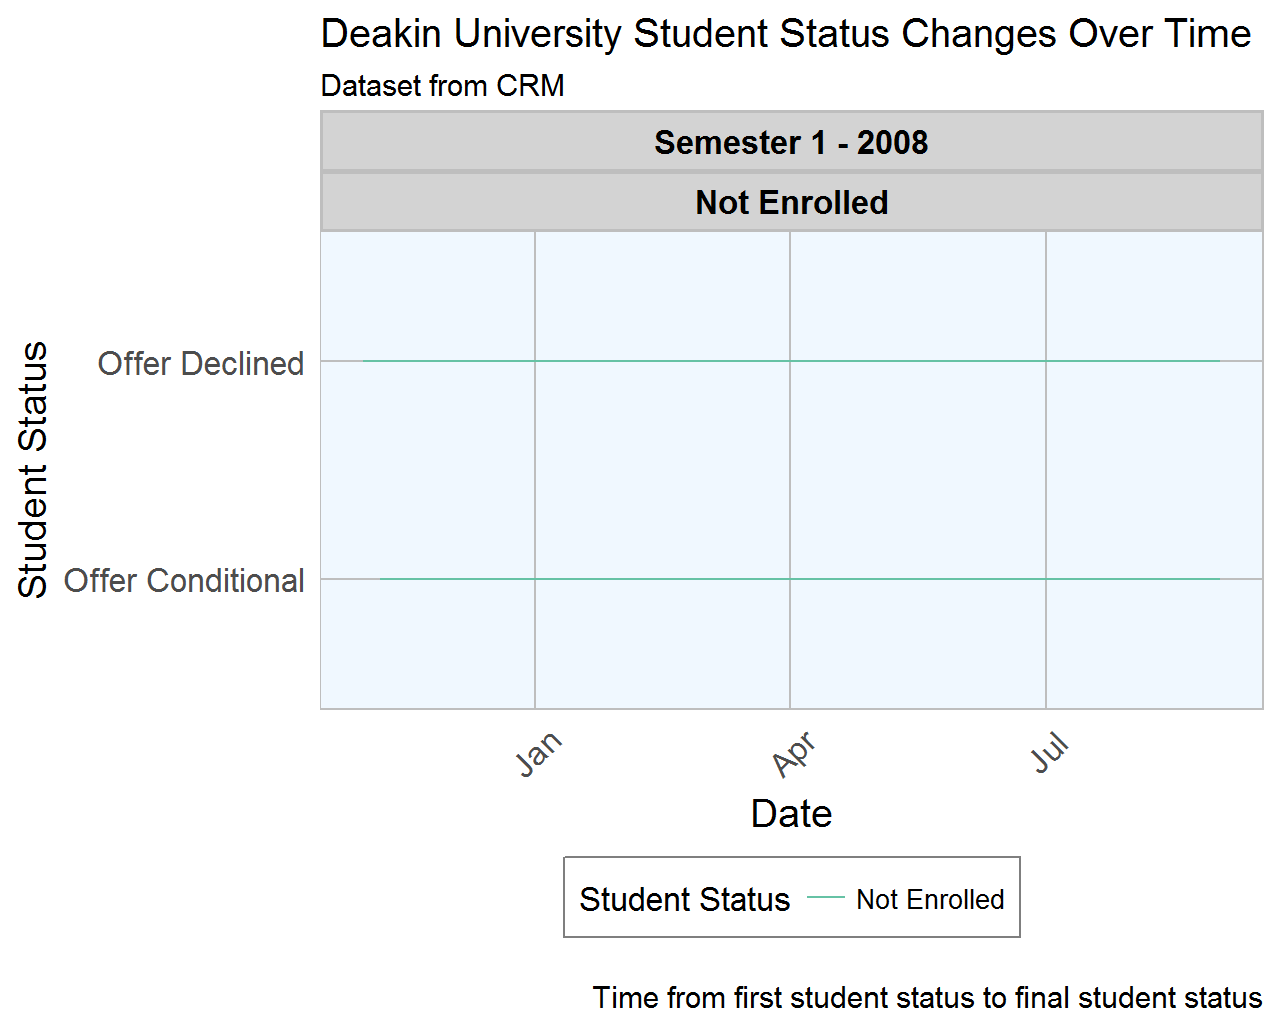 Deakin University Student Status Changes Over Time
Dataset from CRM
Semester 1 - 2008
Not Enrolled
Student Status
Offer Declined
Offer Conditional
Jan
Apr
Jul
Date
Student Status
Not Enrolled
Time from first student status to final student status